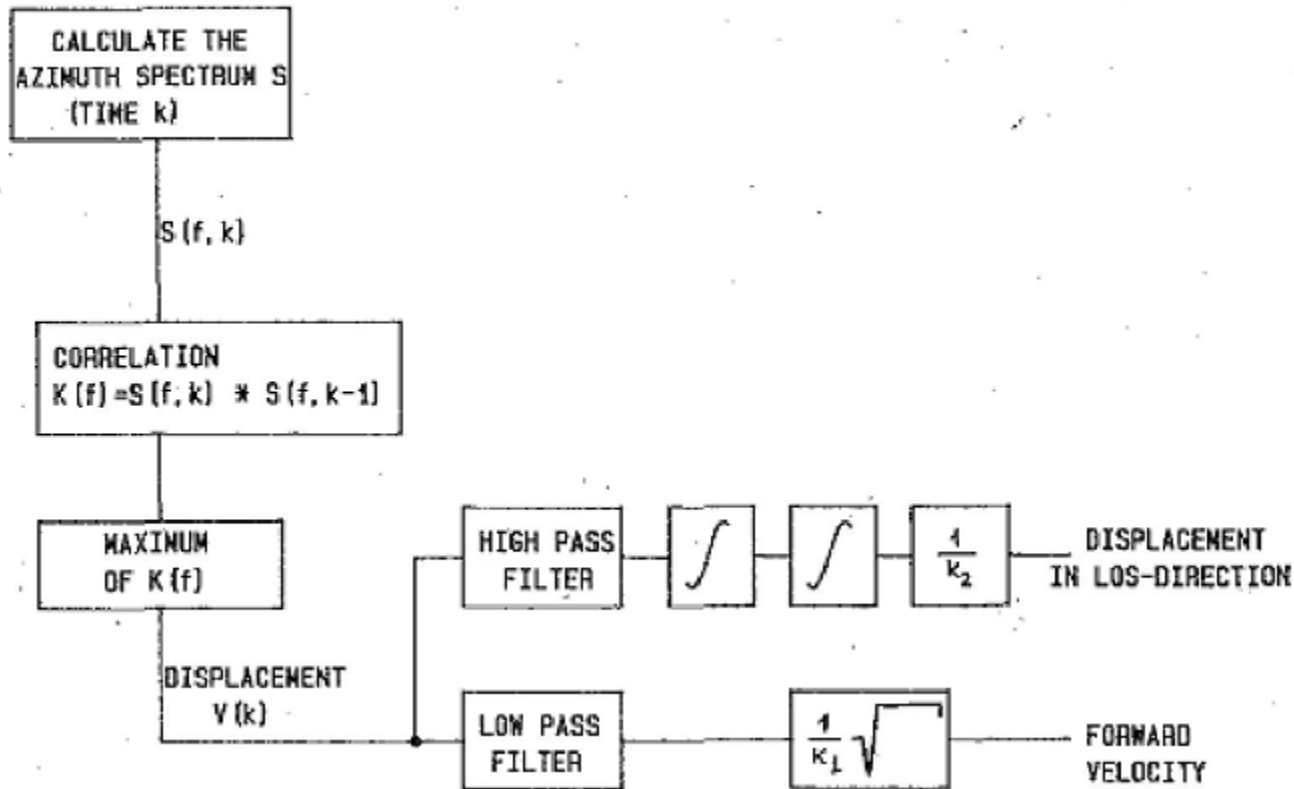 CALCULATE THE
AZIMUTH SPECTRUM S
(TIME k)
S(f,k)
CORRELATION
K(f)=S(f,k) * S(f,k-1)
MAXIMUM
OF K(f)
DISPLACEMENT
V(k)
HIGH PASS
FILTER
∫
∫
1
K2
DISPLACEMENT
IN LOS-DIRECTION
LOW PASS
FILTER
1
K1
√
FORWARD
VELOCITY